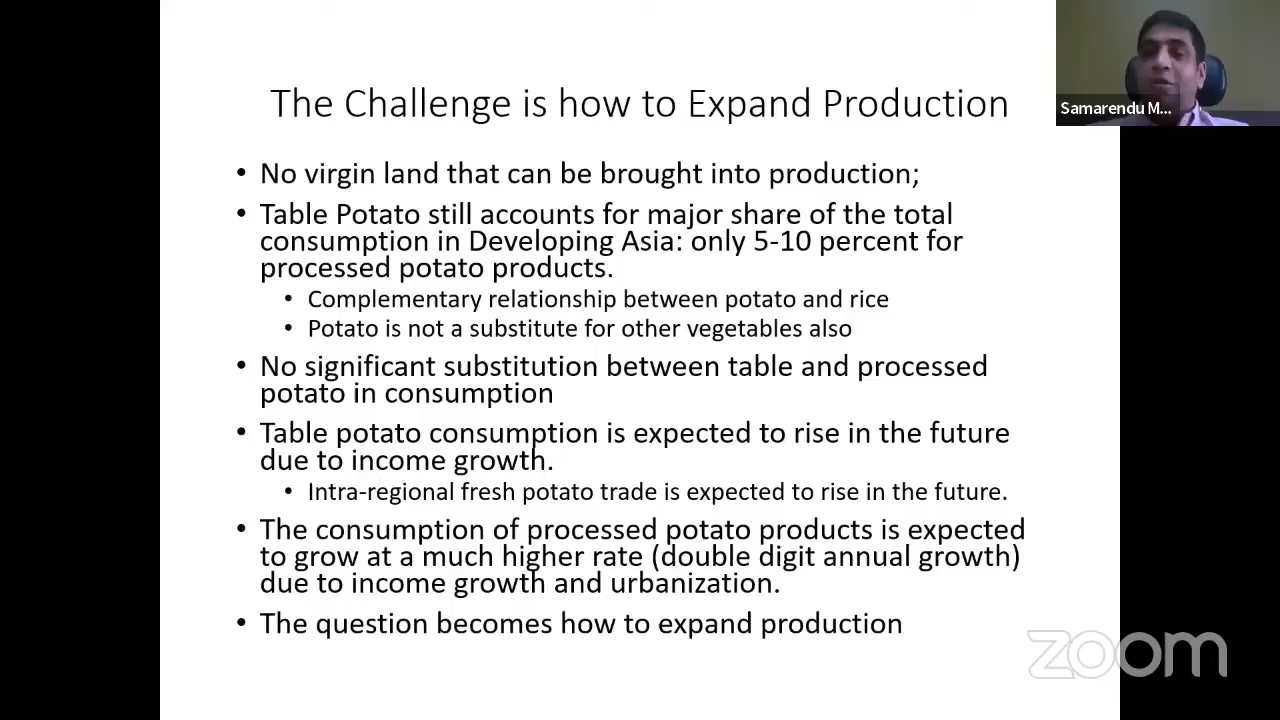 The Challenge is how to Expand Production
Samarendu M...
• No virgin land that can be brought into production;
• Table Potato still accounts for major share of the total
consumption in Developing Asia: only 5-10 percent for
processed potato products.
• Complementary relationship between potato and rice
• Potato is not a substitute for other vegetables also
• No significant substitution between table and processed
potato in consumption
• Table potato consumption is expected to rise in the future
due to income growth.
• Intra-regional fresh potato trade is expected to rise in the future.
• The consumption of processed potato products is expected
to grow at a much higher rate (double digit annual growth)
due to income growth and urbanization.
• The question becomes how to expand production
zoom